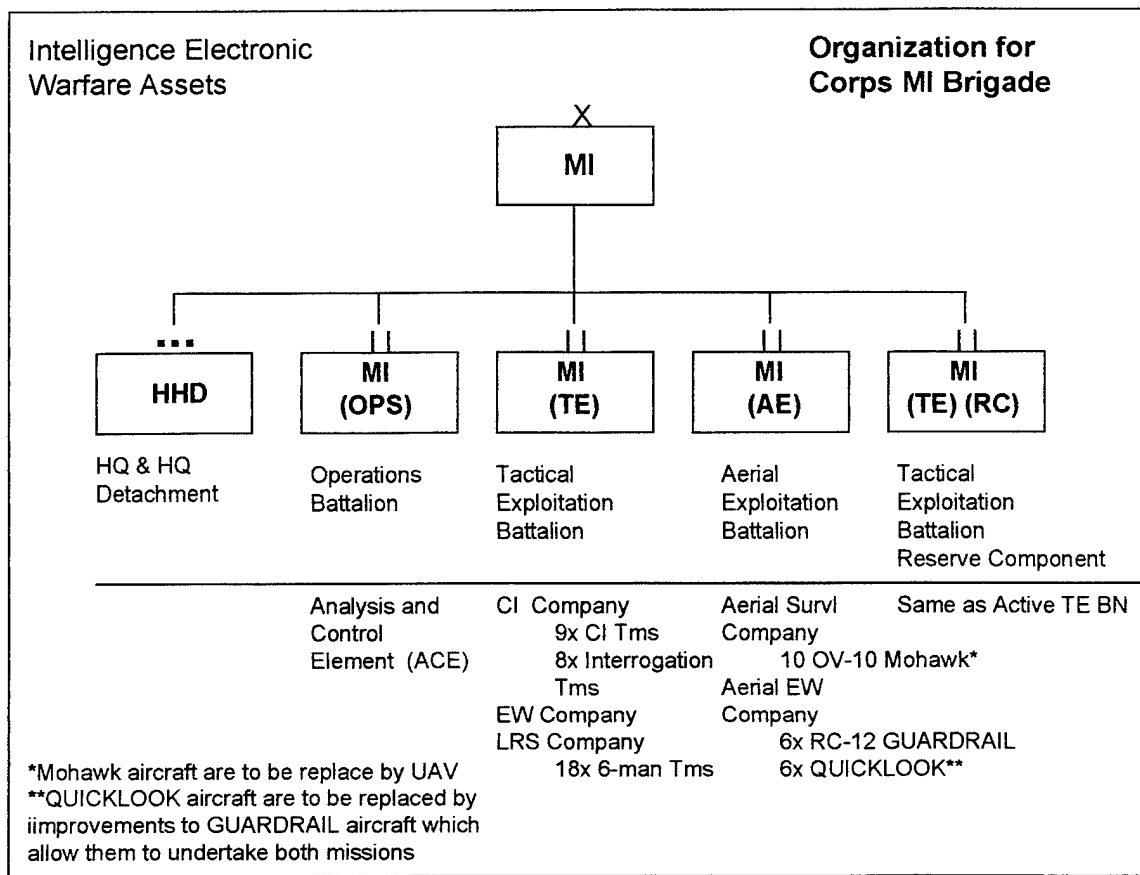 Intelligence Electronic
Warfare Assets
Organization for
Corps MI Brigade
X
MI
HHD
MI
(OPS)
MI
(TE)
MI
(AE)
MI
(TE) (RC)
HQ & HQ
Detachment
Operations
Battalion
Tactical
Exploitation
Battalion
Aerial
Exploitation
Battalion
Tactical
Exploitation
Battalion
Reserve Component
Analysis and
Control
Element (ACE)
CI Company
9x CI Tms
8x Interrogation
Tms
EW Company
LRS Company
18x 6-man Tms
Aerial Survl
Company
10 OV-10 Mohawk*
Aerial EW
Company
6x RC-12 GUARDRAIL
6x QUICKLOOK**
Same as Active TE BN
*Mohawk aircraft are to be replace by UAV
**QUICKLOOK aircraft are to be replaced by
iimprovements to GUARDRAIL aircraft which
allow them to undertake both missions